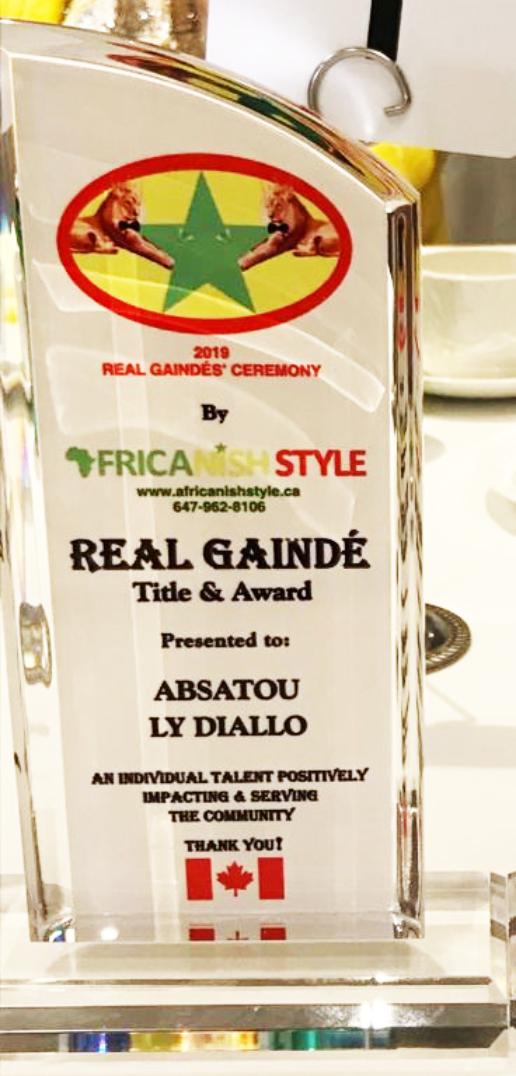 2019
REAL GAINDÉS' CEREMONY
By
AFRICANISH STYLE
www.africanishstyle.ca
647-962-8106
REAL GAINDÉ
Title & Award
Presented to:
ABSATOU
LY DIALLO
AN INDIVIDUAL TALENT POSITIVELY
IMPACTING & SERVING
THE COMMUNITY
THANK YOU!